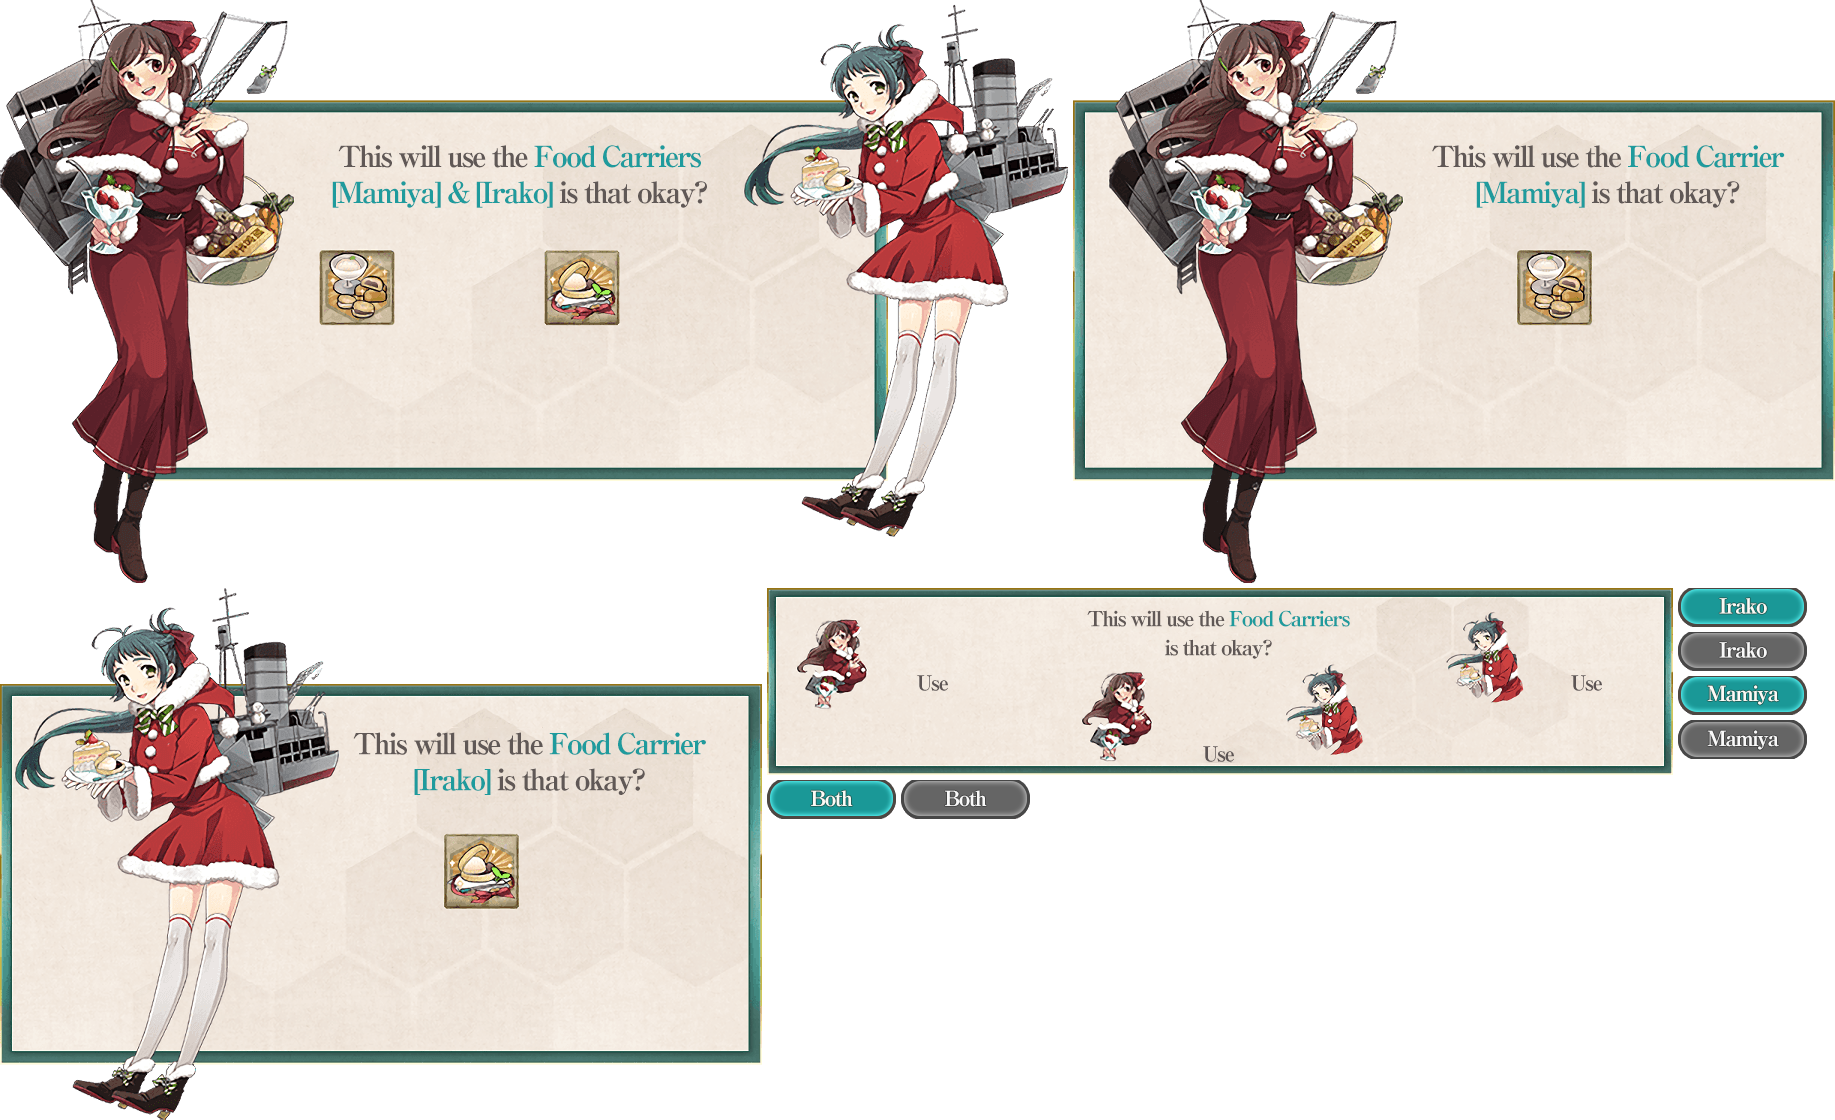 This will use the Food Carriers
[Mamiya] & [Irako] is that okay?
This will use the Food Carrier
[Mamiya] is that okay?
This will use the Food Carrier
[Irako] is that okay?
This will use the Food Carriers
is that okay?
Use
Use
Use
Irako
Irako
Mamiya
Mamiya
Both
Both